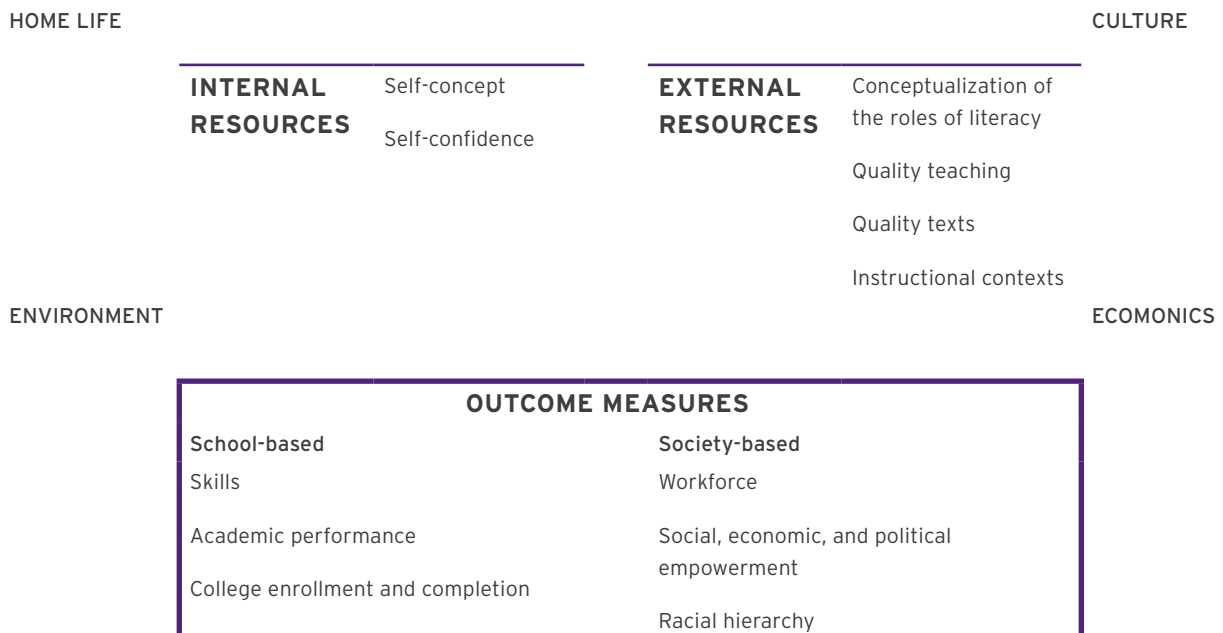 HOME LIFE
CULTURE
INTERNAL
RESOURCES
Self-concept
Self-confidence
EXTERNAL
RESOURCES
Conceptualization of
the roles of literacy
Quality teaching
Quality texts
Instructional contexts
ENVIRONMENT
ECOMONICS
OUTCOME MEASURES
School-based
Skills
Academic performance
College enrollment and completion
Society-based
Workforce
Social, economic, and political
empowerment
Racial hierarchy